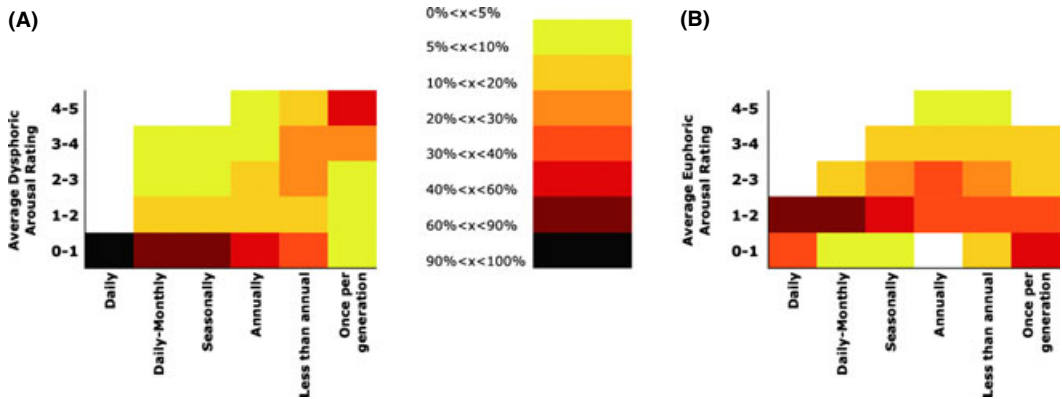 (A)
Average Dysphoric
Arousal Rating
4-5
3-4
2-3
1-2
0-1
Daily
Daily-Monthly
Seasonally
Annually
Less than annual
Once per
generation
0%<x<5%
5%<x<10%
10%<x<20%
20%<x<30%
30%<x<40%
40%<x<60%
60%<x<90%
90%<x<100%
(B)
Average Euphoric
Arousal Rating
4-5
3-4
2-3
1-2
0-1
Daily
Daily-Monthly
Seasonally
Annually
Less than annual
Once per
generation